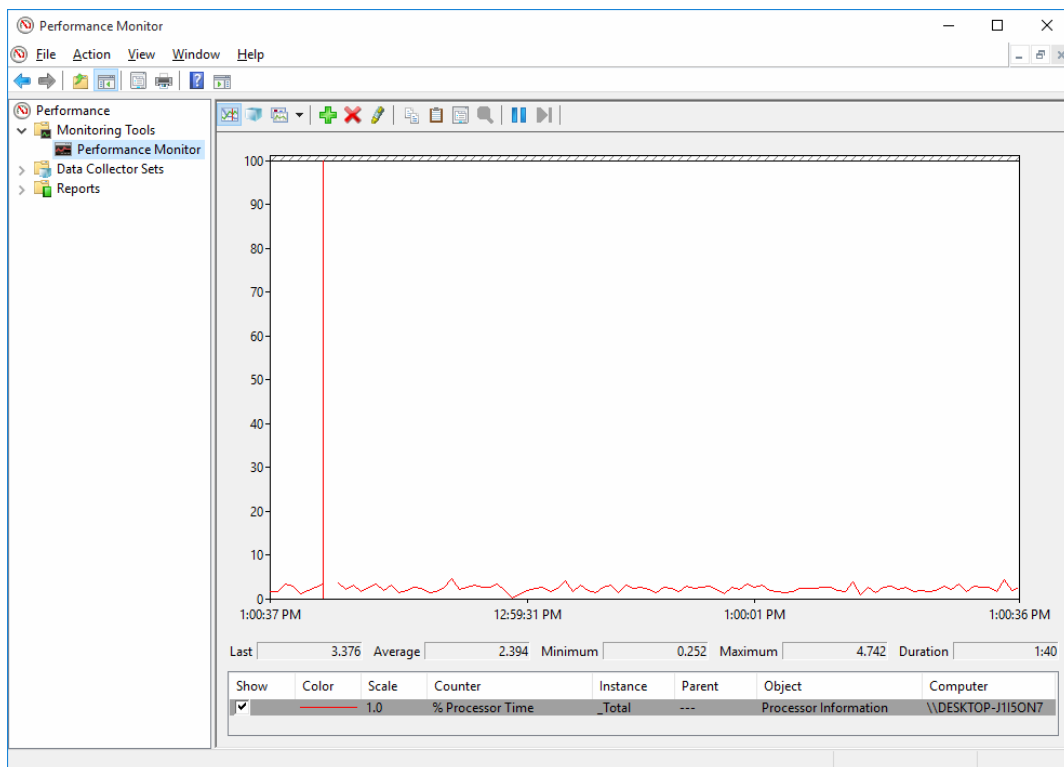 Performance Monitor
File Action View Window Help
Performance
Monitoring Tools
Performance Monitor
Data Collector Sets
Reports
100
90
80
70
60
50
40
30
20
10
0
1:00:37 PM 12:59:31 PM 1:00:01 PM 1:00:36 PM
Last 3.376 Average 2.394 Minimum 0.252 Maximum 4.742 Duration 1:40
Show Color Scale Counter Instance Parent Object Computer
1.0 % Processor Time _Total --- Processor Information \\DESKTOP-J1I5ON7